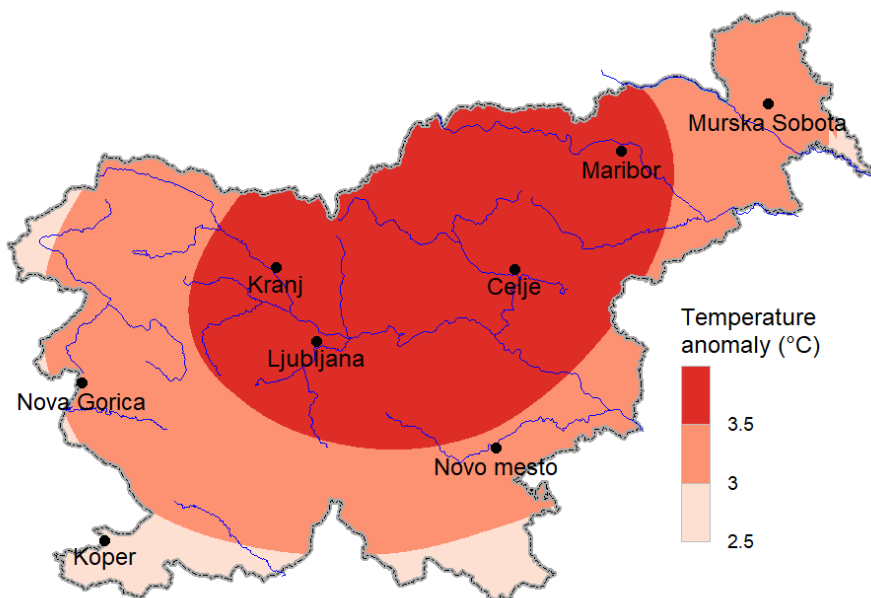 Murska Sobota
Maribor
Kranj
Celje
Ljubljana
Nova Gorica
Novo mesto
Koper
Temperature
anomaly (°C)
3.5
3
2.5